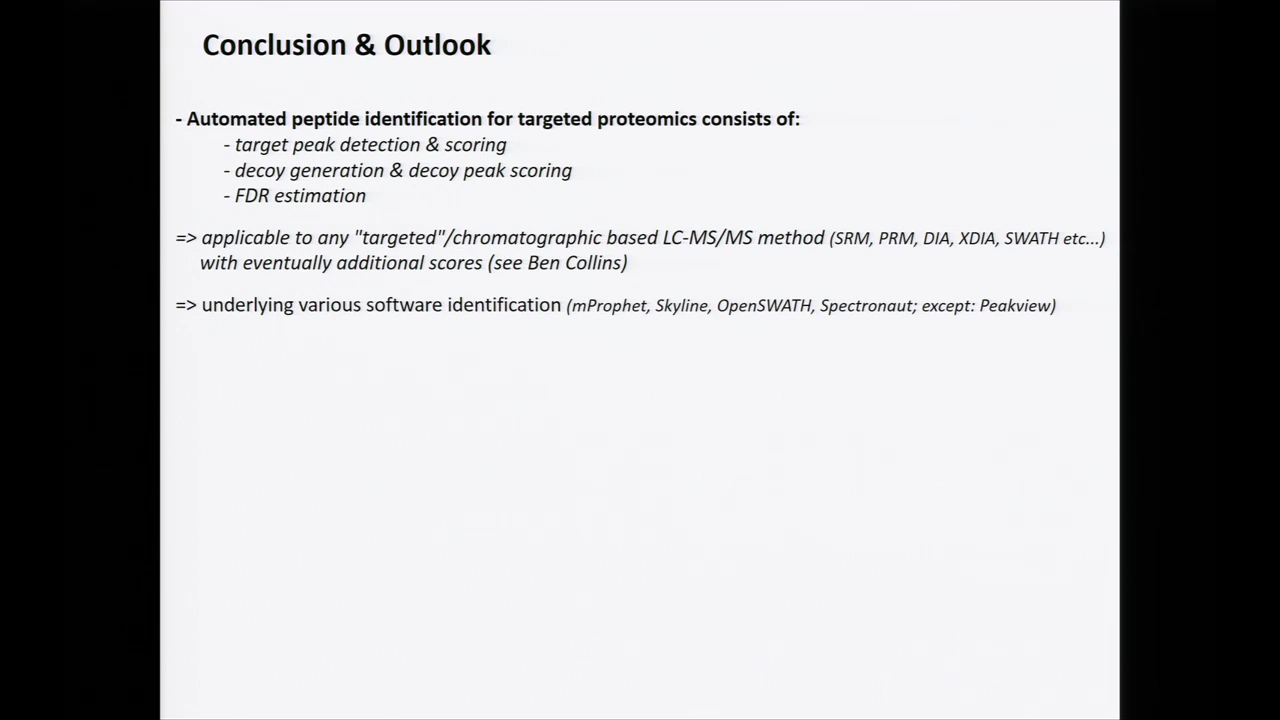 Conclusion & Outlook
- Automated peptide identification for targeted proteomics consists of:
- target peak detection & scoring
- decoy generation & decoy peak scoring
- FDR estimation
=> applicable to any "targeted"/chromatographic based LC-MS/MS method (SRM, PRM, DIA, XDIA, SWATH etc...)
with eventually additional scores (see Ben Collins)
=> underlying various software identification (mProphet, Skyline, OpenSWATH, Spectronaut; except: Peakview)